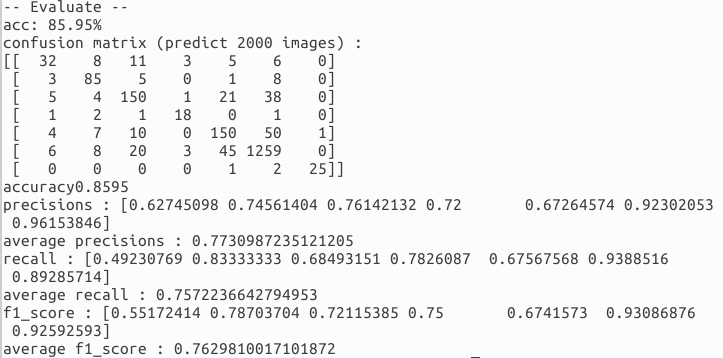 -- Evaluate --
acc: 85.95%
confusion matrix (predict 2000 images) :
[[  32    8   11    3    5    6    0]
 [   3   85    5    0    1    8    0]
 [   5    4  150    1   21   38    0]
 [   1    2    1   18    0    1    0]
 [   4    7   10    0  150   50    1]
 [   6    8   20    3   45 1259    0]
 [   0    0    0    0    1    2   25]]
accuracy0.8595
precisions : [0.62745098 0.74561404 0.76142132 0.72       0.67264574 0.92302053
 0.96153846]
average precisions : 0.7730987235121205
recall : [0.49230769 0.83333333 0.68493151 0.7826087  0.67567568 0.9388516
 0.89285714]
average recall : 0.7572236642794953
f1_score : [0.55172414 0.78703704 0.72115385 0.75       0.6741573  0.93086876
 0.92592593]
average f1_score : 0.7629810017101872